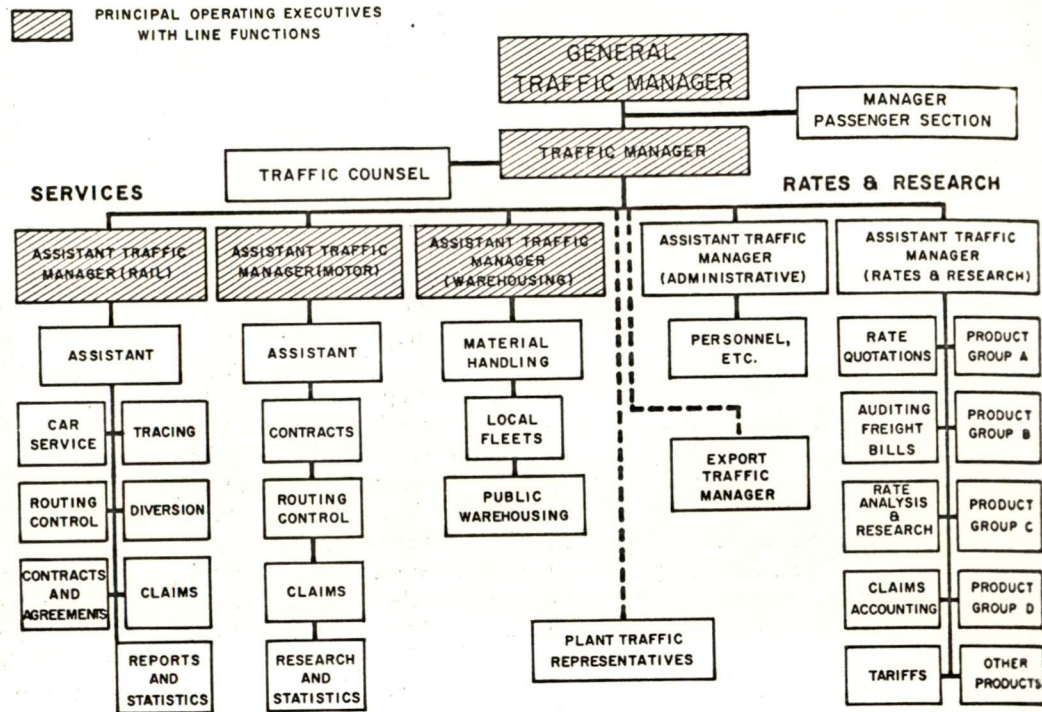 PRINCIPAL OPERATING EXECUTIVES
WITH LINE FUNCTIONS
GENERAL
TRAFFIC MANAGER
MANAGER
PASSENGER SECTION
TRAFFIC MANAGER
TRAFFIC COUNSEL
SERVICES
RATES & RESEARCH
ASSISTANT TRAFFIC
MANAGER (RAIL)
ASSISTANT TRAFFIC
MANAGER (MOTOR)
ASSISTANT TRAFFIC
MANAGER
(WAREHOUSING)
ASSISTANT TRAFFIC
MANAGER
(ADMINISTRATIVE)
ASSISTANT TRAFFIC
MANAGER
(RATES & RESEARCH)
ASSISTANT
ASSISTANT
MATERIAL
HANDLING
PERSONNEL,
ETC.
RATE
QUOTATIONS
PRODUCT
GROUP A
CAR
SERVICE
TRACING
CONTRACTS
LOCAL
FLEETS
AUDITING
FREIGHT
BILLS
PRODUCT
GROUP B
EXPORT
TRAFFIC
MANAGER
ROUTING
CONTROL
DIVERSION
ROUTING
CONTROL
PUBLIC
WAREHOUSING
RATE
ANALYSIS
&
RESEARCH
PRODUCT
GROUP C
CONTRACTS
AND
AGREEMENTS
CLAIMS
CLAIMS
CLAIMS
ACCOUNTING
PRODUCT
GROUP D
PLANT TRAFFIC
REPRESENTATIVES
REPORTS
AND
STATISTICS
RESEARCH
AND
STATISTICS
TARIFFS
OTHER
PRODUCTS